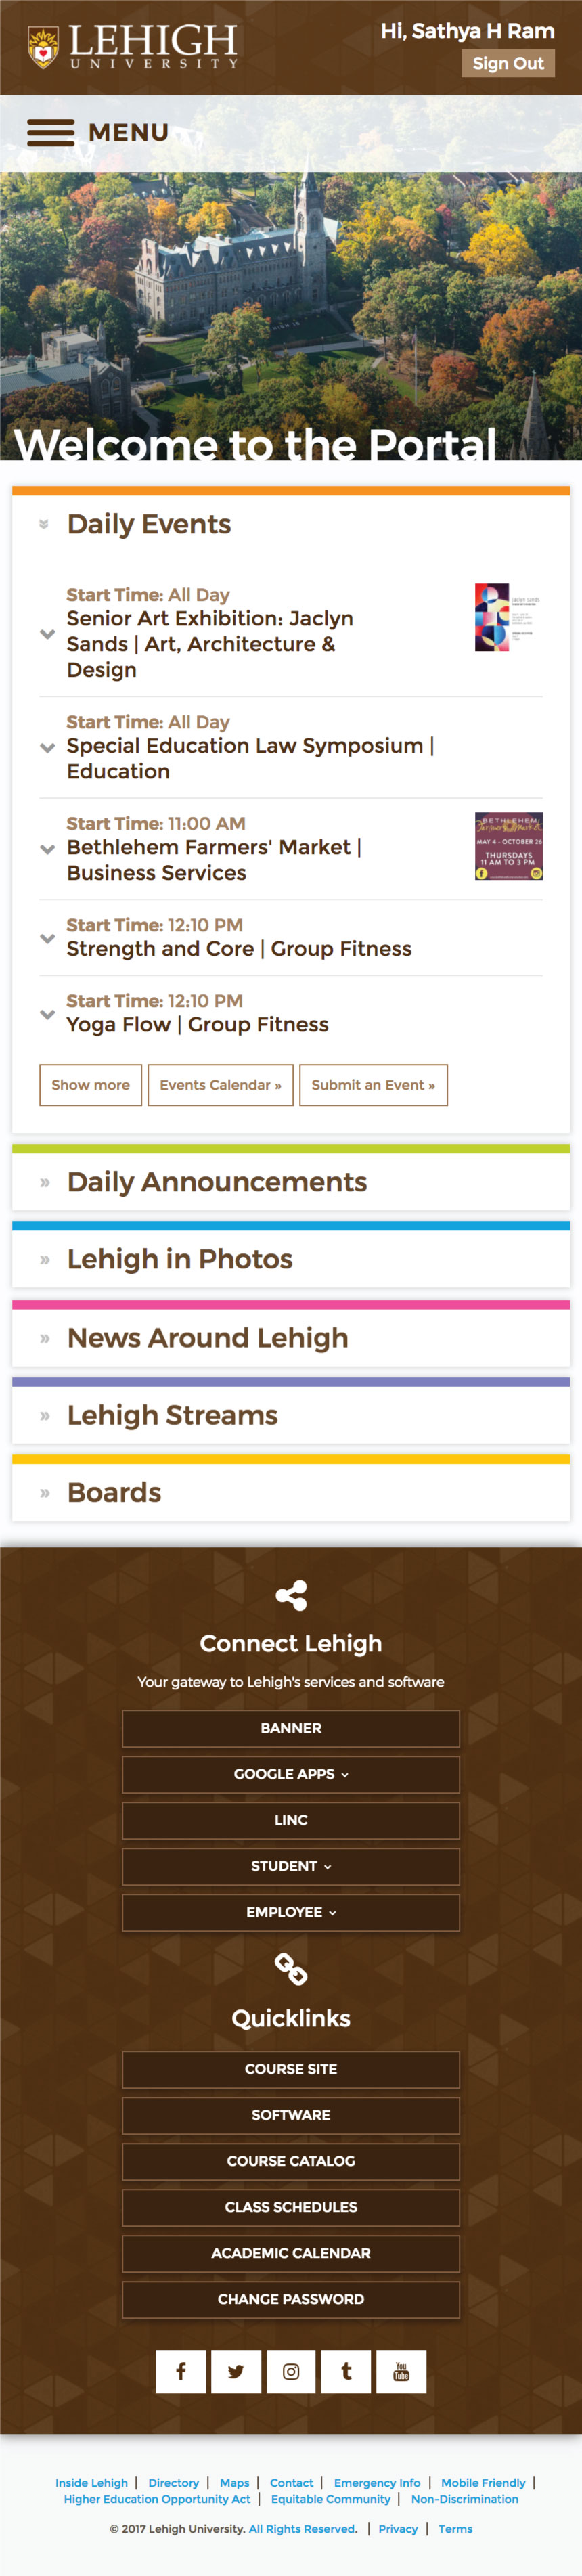 LEHIGH
UNIVERSITY
Hi, Sathya H Ram
Sign Out
MENU
Welcome to the Portal
Daily Events
Start Time: All Day
Senior Art Exhibition: Jaclyn
Sands | Art, Architecture &
Design
jaclyn sands
Start Time: All Day
Special Education Law Symposium |
Education
Start Time: 11:00 AM
Bethlehem Farmers' Market |
Business Services
BETHLEHEM
Farmers' Market
MAY 4 - OCTOBER 26
THURSDAYS
11 AM TO 3 PM
Start Time: 12:10 PM
Strength and Core | Group Fitness
Start Time: 12:10 PM
Yoga Flow | Group Fitness
Show more
Events Calendar »
Submit an Event »
» Daily Announcements
» Lehigh in Photos
» News Around Lehigh
» Lehigh Streams
» Boards
Connect Lehigh
Your gateway to Lehigh's services and software
BANNER
GOOGLE APPS
LINC
STUDENT
EMPLOYEE
Quicklinks
COURSE SITE
SOFTWARE
COURSE CATALOG
CLASS SCHEDULES
ACADEMIC CALENDAR
CHANGE PASSWORD
f t You Tube
Inside Lehigh | Directory | Maps | Contact | Emergency Info | Mobile Friendly |
Higher Education Opportunity Act | Equitable Community | Non-Discrimination
© 2017 Lehigh University. All Rights Reserved. | Privacy | Terms